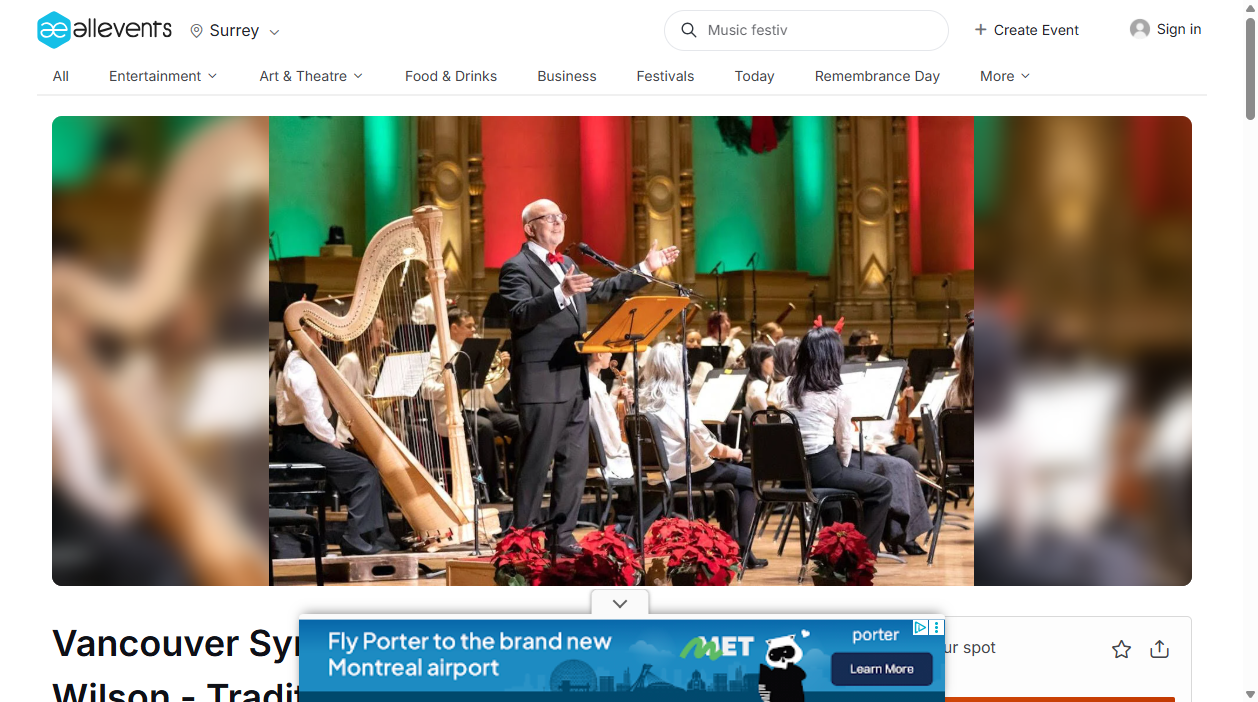 allevents
Surrey
Music festiv
Create Event
Sign in
All
Entertainment
Art & Theatre
Food & Drinks
Business
Festivals
Today
Remembrance Day
More
Vancouver Sy
Wilson - Tradit
Fly Porter to the brand new
Montreal airport
MET
porter
Learn More
ur spot